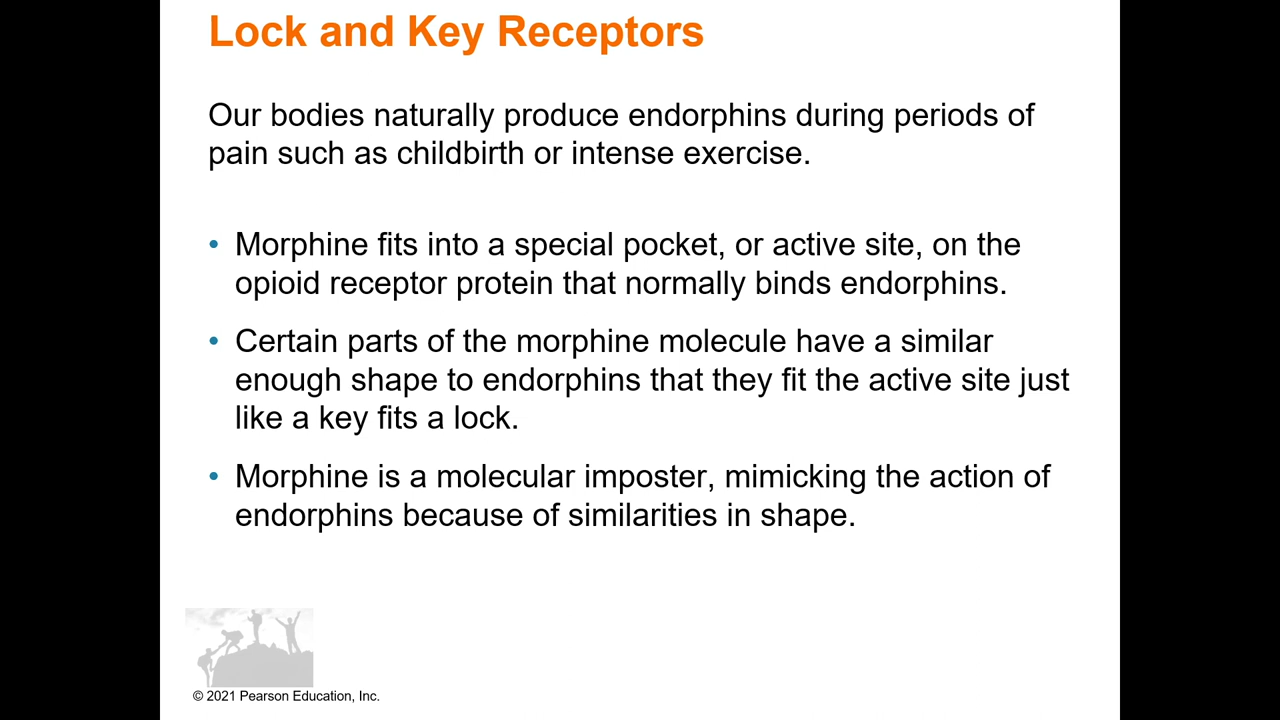 Lock and Key Receptors
Our bodies naturally produce endorphins during periods of
pain such as childbirth or intense exercise.
• Morphine fits into a special pocket, or active site, on the
opioid receptor protein that normally binds endorphins.
• Certain parts of the morphine molecule have a similar
enough shape to endorphins that they fit the active site just
like a key fits a lock.
• Morphine is a molecular imposter, mimicking the action of
endorphins because of similarities in shape.
© 2021 Pearson Education, Inc.